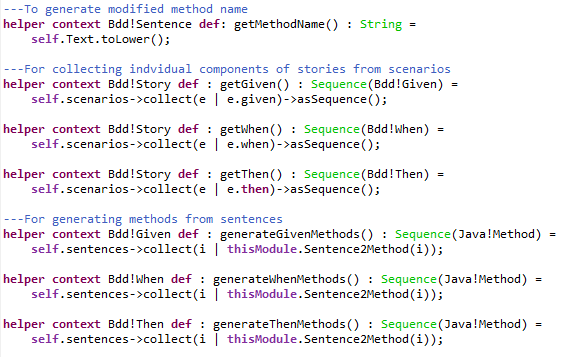 ---To generate modified method name
helper context Bdd!Sentence def: getMethodName() : String =
self.Text.toLower();
---For collecting indvidual components of stories from scenarios
helper context Bdd!Story def : getGiven() : Sequence(Bdd!Given) =
self.scenarios->collect(e | e.given)->asSequence();
helper context Bdd!Story def : getWhen() : Sequence(Bdd!When) =
self.scenarios->collect(e | e.when)->asSequence();
helper context Bdd!Story def : getThen() : Sequence(Bdd!Then) =
self.scenarios->collect(e | e.then)->asSequence();
---For generating methods from sentences
helper context Bdd!Given def : generateGivenMethods() : Sequence(Java!Method) =
self.sentences->collect(i | thisModule.Sentence2Method(i));
helper context Bdd!When def : generateWhenMethods() : Sequence(Java!Method) =
self.sentences->collect(i | thisModule.Sentence2Method(i));
helper context Bdd!Then def : generateThenMethods() : Sequence(Java!Method) =
self.sentences->collect(i | thisModule.Sentence2Method(i));